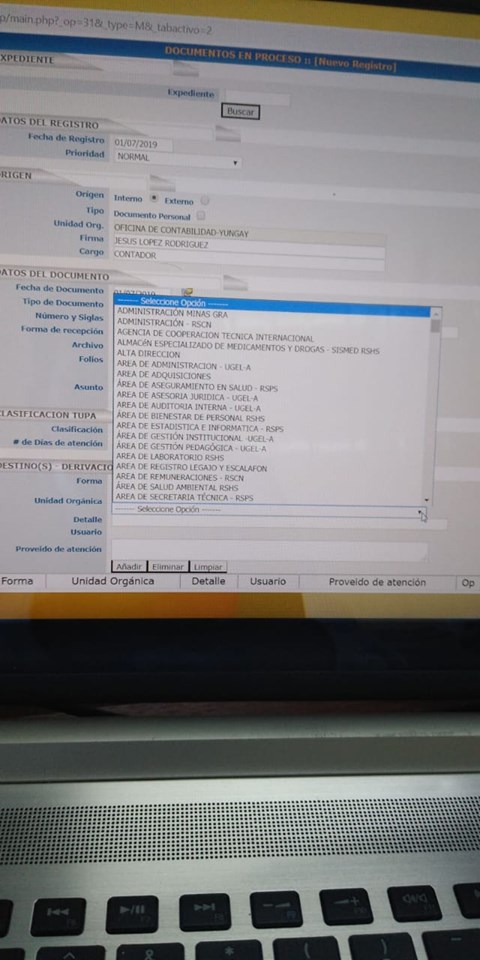 p/main.php?_op=31&_type=M&_tabactivo=2
DOCUMENTOS EN PROCESO :: [Nuevo Registro]
XPEDIENTE
Expediente
Buscar
ATOS DEL REGISTRO
Fecha de Registro 01/07/2019
Prioridad NORMAL
RIGEN
Origen Interno Externo
Tipo Documento Personal
Unidad Org. OFICINA DE CONTABILIDAD-YUNGAY
Firma JESUS LOPEZ RODRIGUEZ
Cargo CONTADOR
ATOS DEL DOCUMENTO
Fecha de Documento 01/07/2019
Tipo de Documento
Número y Siglas
Forma de recepción
Archivo
Folios
Asunto
LASIFICACION TUPA
Clasificación
# de Días de atención
DESTINO(S) - DERIVACIO
Forma
Unidad Orgánica
------- Seleccione Opción -------
ADMINISTRACIÓN MINAS GRA
ADMINISTRACIÓN - RSCN
AGENCIA DE COOPERACION TECNICA INTERNACIONAL
ALMACéN ESPECIALIZADO DE MEDICAMENTOS Y DROGAS - SISMED RSHS
ALTA DIRECCION
AREA DE ADMINISTRACION - UGEL-A
AREA DE ADQUISICIONES
ÁREA DE ASEGURAMIENTO EN SALUD - RSPS
AREA DE ASESORIA JURIDICA - UGEL-A
AREA DE AUDITORIA INTERNA - UGEL-A
ÁREA DE BIENESTAR DE PERSONAL RSHS
AREA DE ESTADISTICA E INFORMATICA - RSPS
ÁREA DE GESTIÓN INSTITUCIONAL -UGEL-A
ÁREA DE GESTIÓN PEDAGÓGICA - UGEL-A
AREA DE LABORATORIO RSHS
AREA DE REGISTRO LEGAJO Y ESCALAFON
AREA DE REMUNERACIONES - RSCN
AREA DE SALUD AMBIENTAL RSHS
AREA DE SECRETARIA TÉCNICA - RSPS
------- Seleccione Opción -------
Detalle
Usuario
Proveido de atención
Añadir Eliminar Limpiar
Forma Unidad Orgánica Detalle Usuario Proveido de atención Op